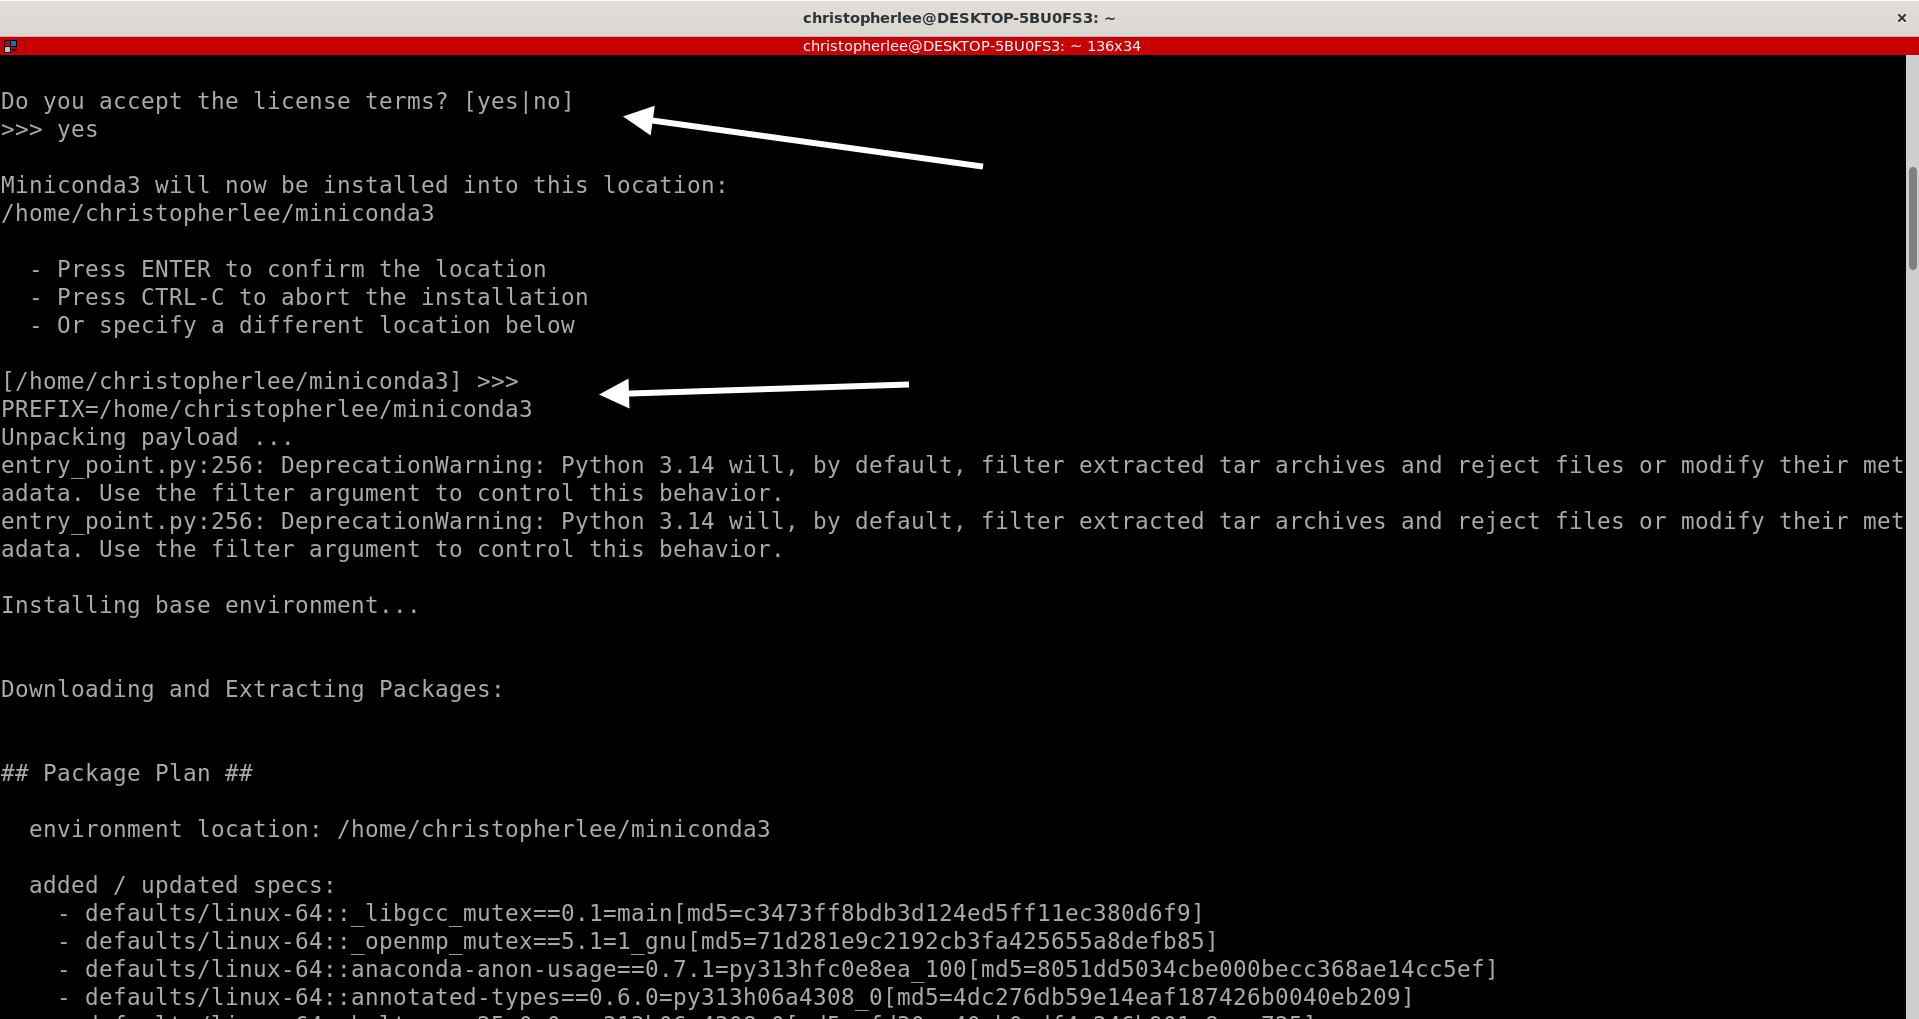 christopherlee@DESKTOP-5BU0FS3: ~
christopherlee@DESKTOP-5BU0FS3: ~ 136x34
Do you accept the license terms? [yes|no]
>>> yes
Miniconda3 will now be installed into this location:
/home/christopherlee/miniconda3
- Press ENTER to confirm the location
- Press CTRL-C to abort the installation
- Or specify a different location below
[/home/christopherlee/miniconda3] >>>
PREFIX=/home/christopherlee/miniconda3
Unpacking payload ...
entry_point.py:256: DeprecationWarning: Python 3.14 will, by default, filter extracted tar archives and reject files or modify their met
adata. Use the filter argument to control this behavior.
entry_point.py:256: DeprecationWarning: Python 3.14 will, by default, filter extracted tar archives and reject files or modify their met
adata. Use the filter argument to control this behavior.
Installing base environment...
Downloading and Extracting Packages:
## Package Plan ##
environment location: /home/christopherlee/miniconda3
added / updated specs:
- defaults/linux-64::_libgcc_mutex==0.1=main[md5=c3473ff8bdb3d124ed5ff11ec380d6f9]
- defaults/linux-64::_openmp_mutex==5.1=1_gnu[md5=71d281e9c2192cb3fa425655a8defb85]
- defaults/linux-64::anaconda-anon-usage==0.7.1=py313hfc0e8ea_100[md5=8051dd5034cbe000becc368ae14cc5ef]
- defaults/linux-64::annotated-types==0.6.0=py313h06a4308_0[md5=4dc276db59e14eaf187426b0040eb209]